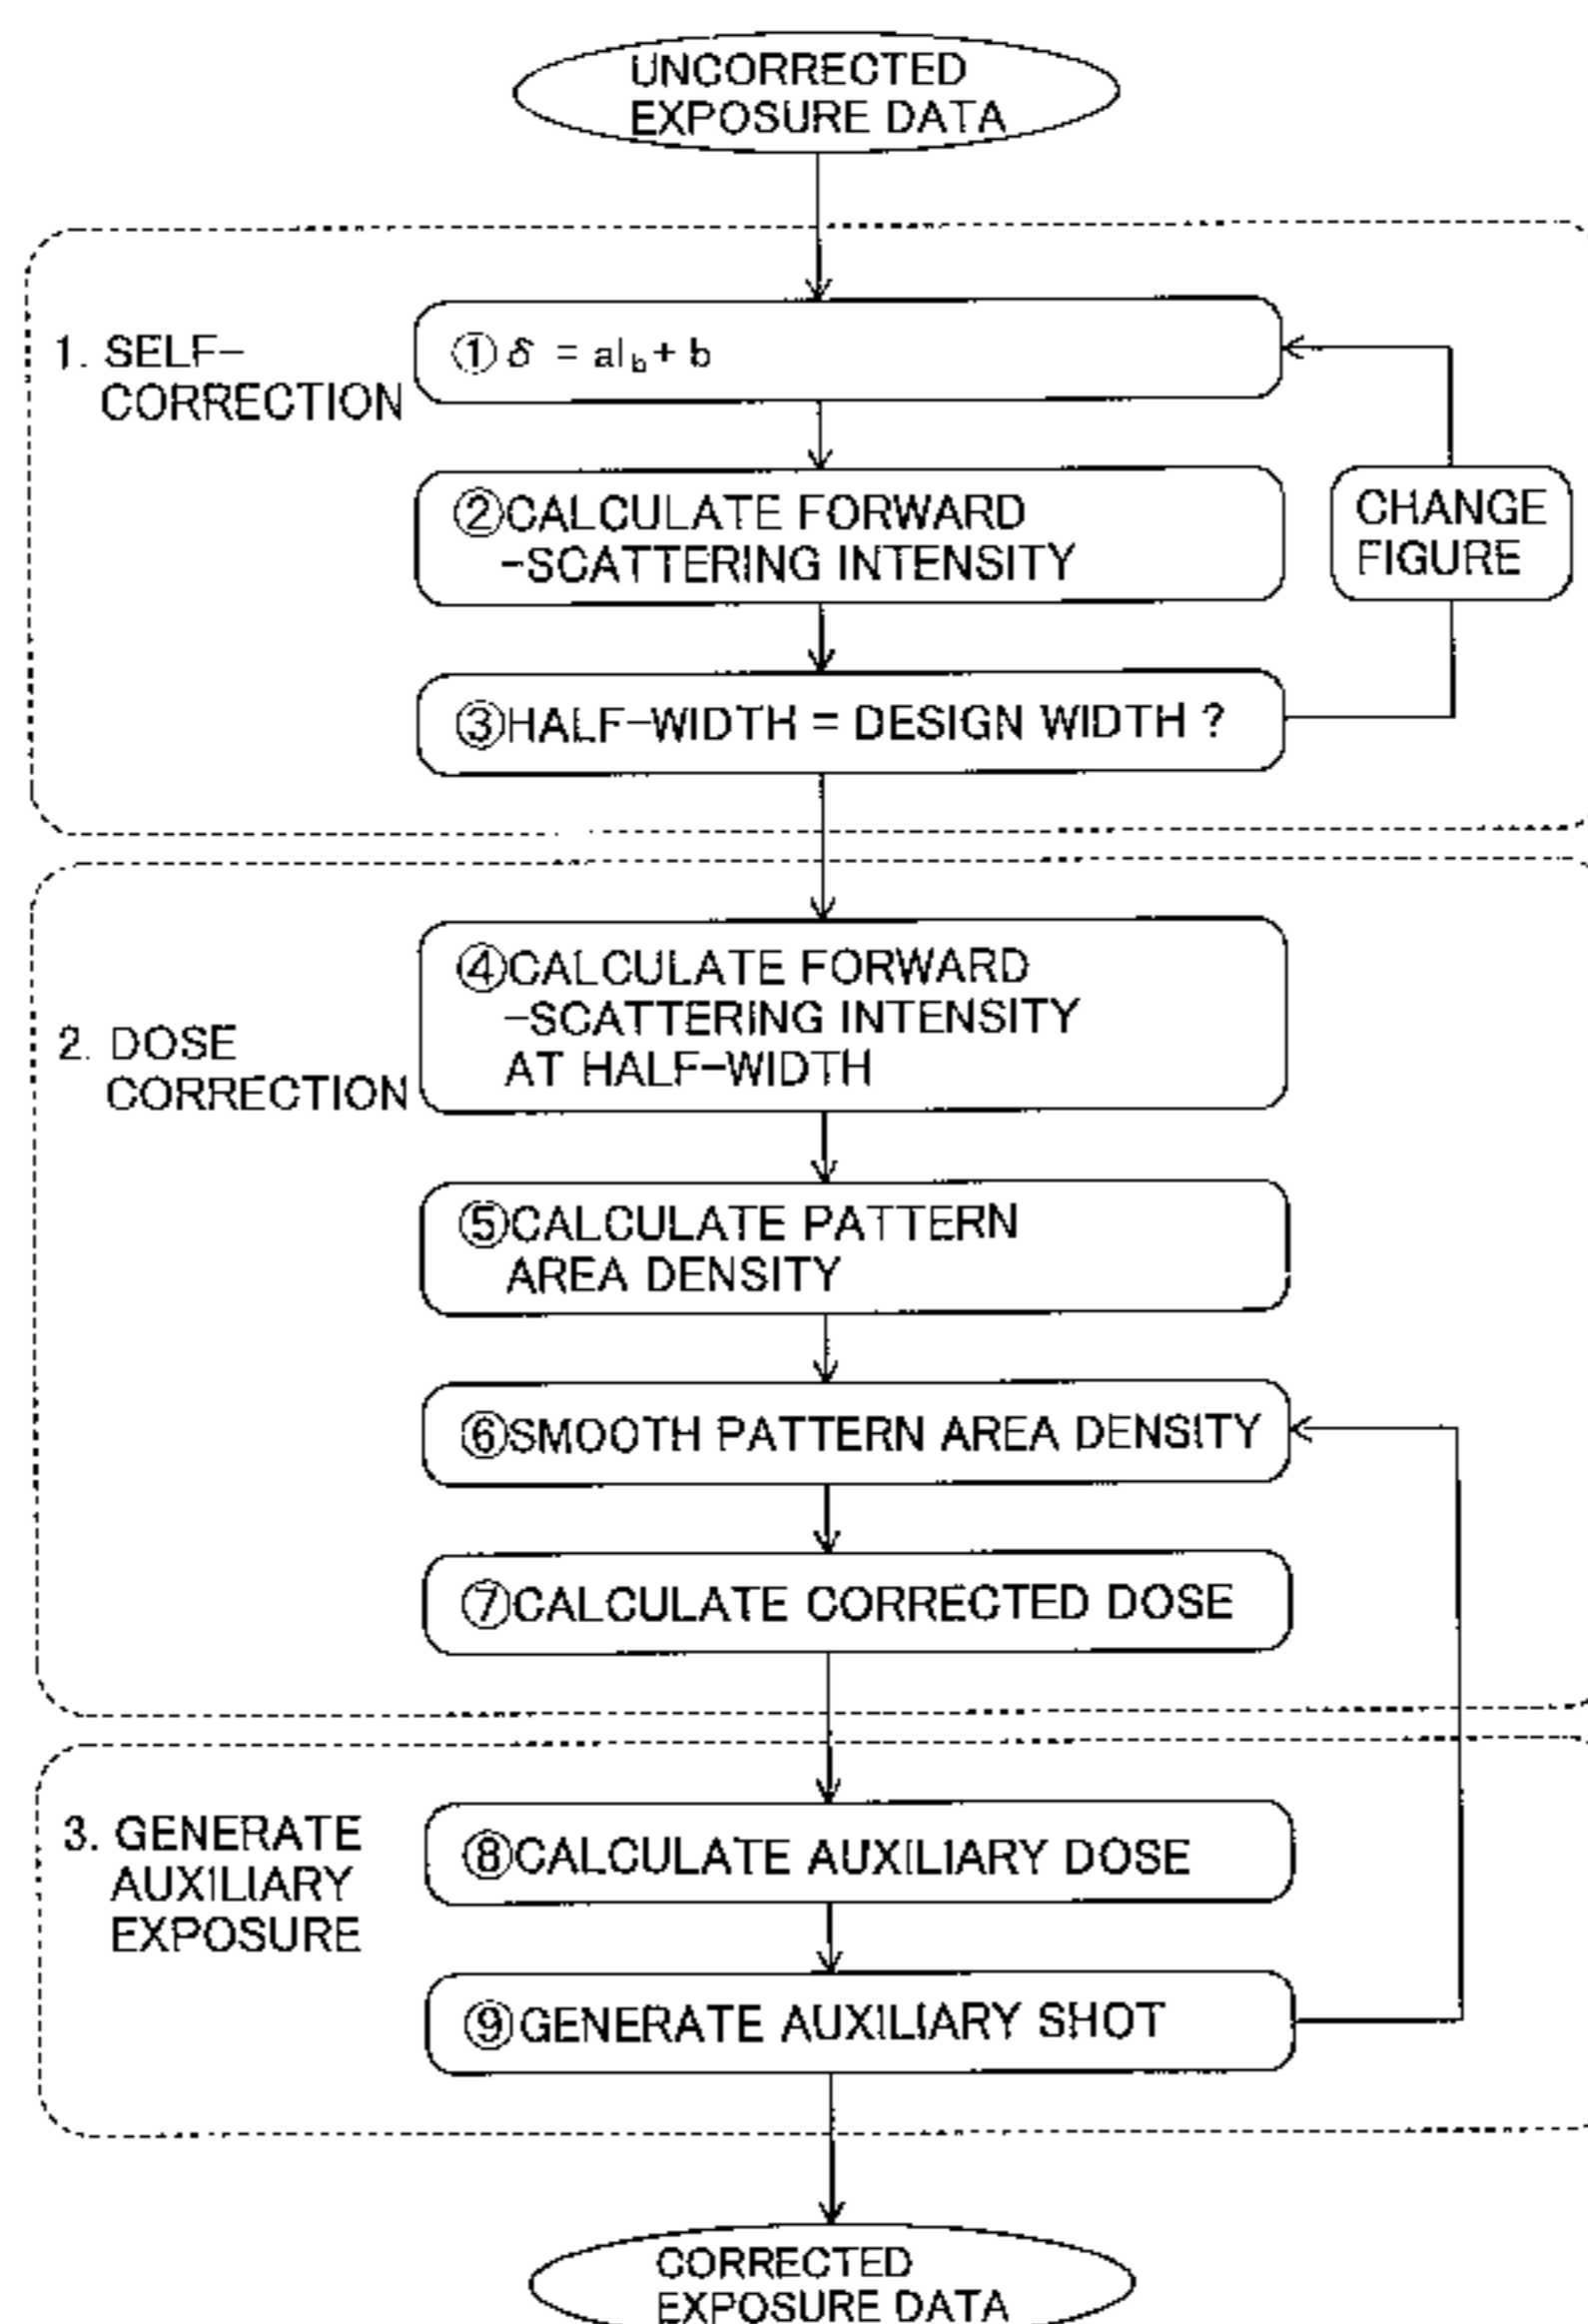 UNCORRECTED
EXPOSURE DATA
1. SELF-
CORRECTION
① δ = aI_b + b
②CALCULATE FORWARD
-SCATTERING INTENSITY
CHANGE
FIGURE
③HALF-WIDTH = DESIGN WIDTH ?
2. DOSE
CORRECTION
④CALCULATE FORWARD
-SCATTERING INTENSITY
AT HALF-WIDTH
⑤CALCULATE PATTERN
AREA DENSITY
⑥SMOOTH PATTERN AREA DENSITY
⑦CALCULATE CORRECTED DOSE
3. GENERATE
AUXILIARY
EXPOSURE
⑧CALCULATE AUXILIARY DOSE
⑨GENERATE AUXILIARY SHOT
CORRECTED
EXPOSURE DATA